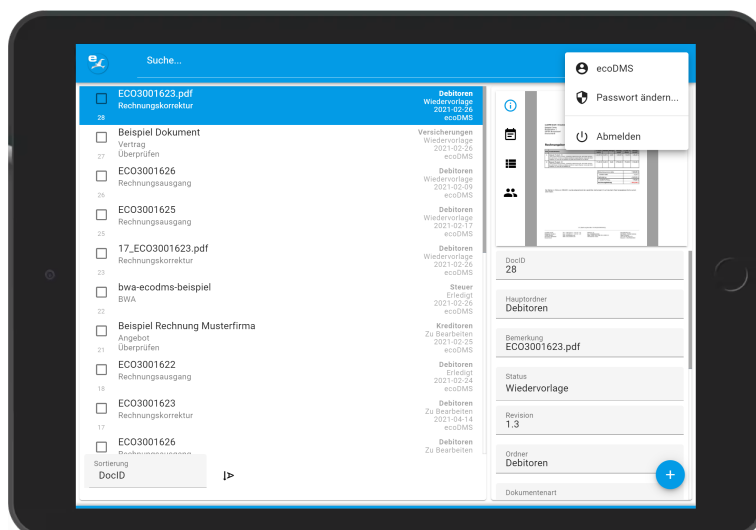 e
Suche...
ecoDMS
Passwort ändern...
Abmelden
ECO3001623.pdf
Rechnungskorrektur
28
Debitoren
Wiedervorlage
2021-02-26
ecoDMS
Beispiel Dokument
Vertrag
Überprüfen
27
Versicherungen
Wiedervorlage
2021-02-26
ecoDMS
ECO3001626
Rechnungsausgang
26
Debitoren
Wiedervorlage
2021-02-09
ecoDMS
ECO3001625
Rechnungsausgang
25
Debitoren
Wiedervorlage
2021-02-17
ecoDMS
17_ECO3001623.pdf
Rechnungskorrektur
23
Debitoren
Wiedervorlage
2021-02-26
ecoDMS
bwa-ecodms-beispiel
BWA
22
Steuer
Erledigt
2021-02-26
ecoDMS
Beispiel Rechnung Musterfirma
Angebot
Überprüfen
21
Kreditoren
Zu Bearbeiten
2021-02-25
ecoDMS
ECO3001622
Rechnungsausgang
18
Debitoren
Erledigt
2021-02-24
ecoDMS
ECO3001623
Rechnungskorrektur
17
Debitoren
Zu Bearbeiten
2021-04-14
ecoDMS
ECO3001626
Rechnungsausgang
Debitoren
Zu Bearbeiten
Sortierung
DocID
DocID
28
Hauptordner
Debitoren
Bemerkung
ECO3001623.pdf
Status
Wiedervorlage
Revision
1.3
Ordner
Debitoren
+
Dokumentenart